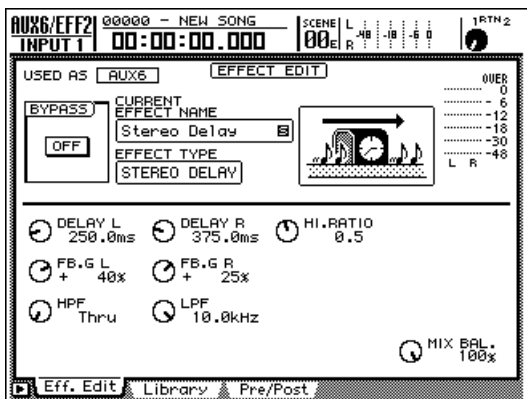 AUX6/EFF2 00000 - NEW SONG SCENE L 1RTN2
INPUT 1 00:00:00.000 00E R -48 -18 -6 0
USED AS AUX6 EFFECT EDIT OVER
0
BYPASS CURRENT
EFFECT NAME
- 6
-12
Stereo Delay S
-18
OFF EFFECT TYPE
-30
STEREO DELAY
-48
L R
DELAY L DELAY R HI.RATIO
250.0ms 375.0ms 0.5
FB.G L FB.G R
+ 40% + 25%
HPF LPF
Thru 10.0kHz
MIX BAL.
100%
Eff. Edit Library Pre/Post